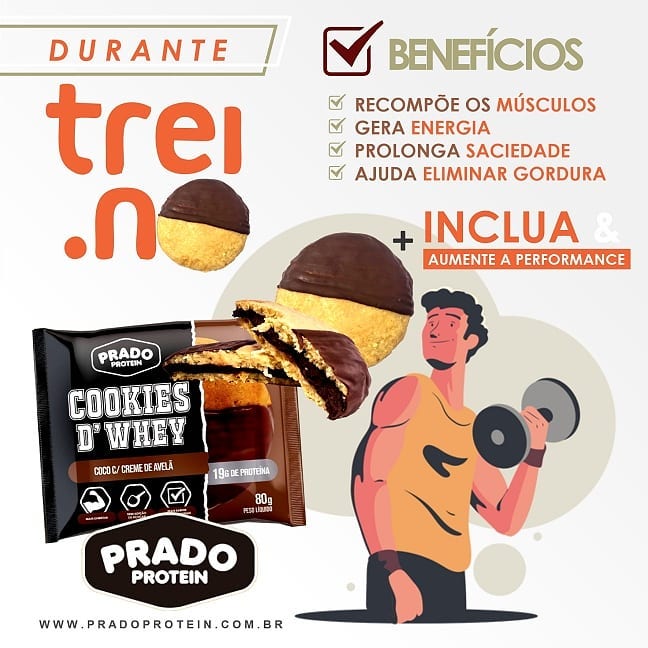 DURANTE
trei
.no
BENEFÍCIOS
RECOMPÕE OS MÚSCULOS
GERA ENERGIA
PROLONGA SACIEDADE
AJUDA ELIMINAR GORDURA
+ INCLUA &
AUMENTE A PERFORMANCE
PRADO
PROTEIN
COOKIES
D' WHEY
COCO C/ CREME DE AVELÃ
19G DE PROTEÍNA
80g
PESO LÍQUIDO
PRADO
PROTEIN
WWW.PRADOPROTEIN.COM.BR